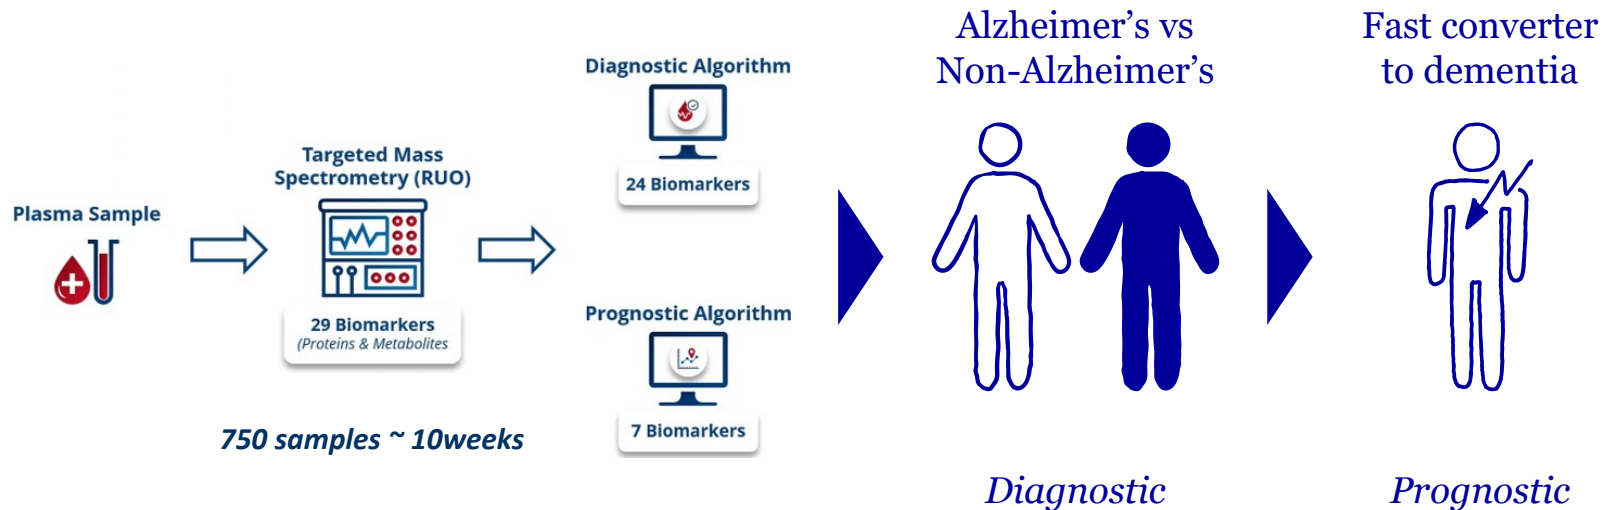 Plasma Sample
Targeted Mass
Spectrometry (RUO)
29 Biomarkers
(Proteins & Metabolites
750 samples ~ 10weeks
Diagnostic Algorithm
24 Biomarkers
Prognostic Algorithm
7 Biomarkers
Alzheimer’s vs
Non-Alzheimer’s
Diagnostic
Fast converter
to dementia
Prognostic